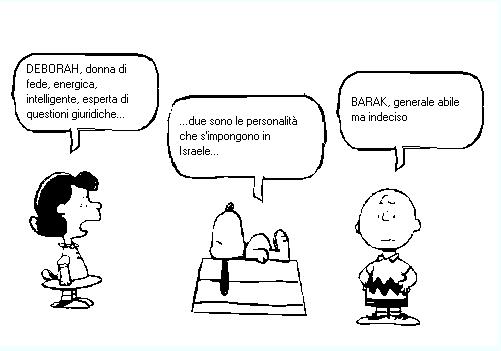 DEBORAH, donna di
fede, energica,
intelligente, esperta di
questioni giuridiche...
...due sono le personalità
che s'impongono in
Israele...
BARAK, generale abile
ma indeciso